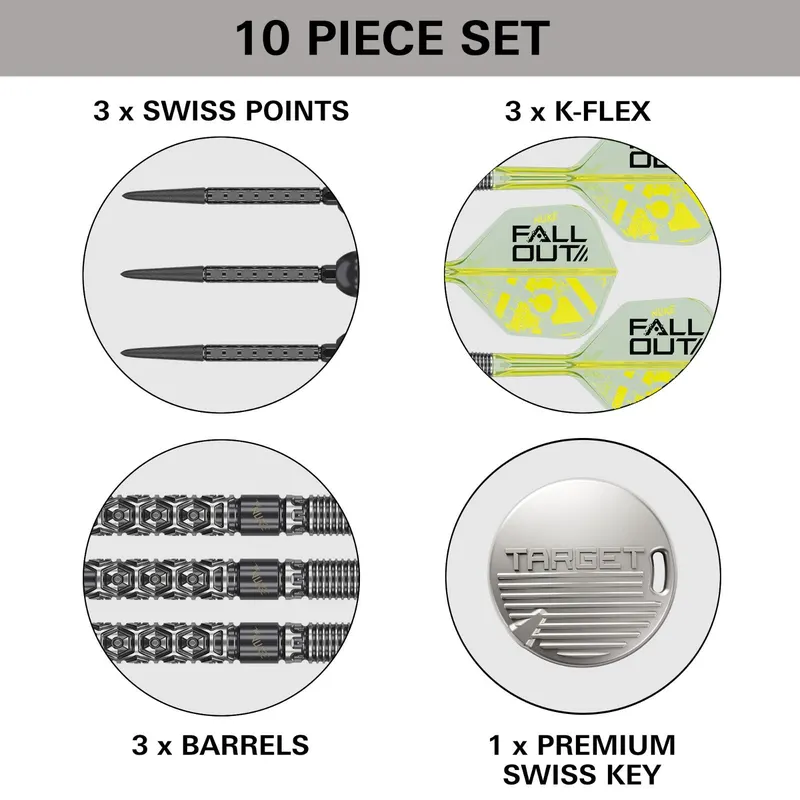 10 PIECE SET
3 x SWISS POINTS
3 x K-FLEX
OUT
FALL
OUT
FALL
OUT
TARGET
3 x BARRELS
1 x PREMIUM
SWISS KEY